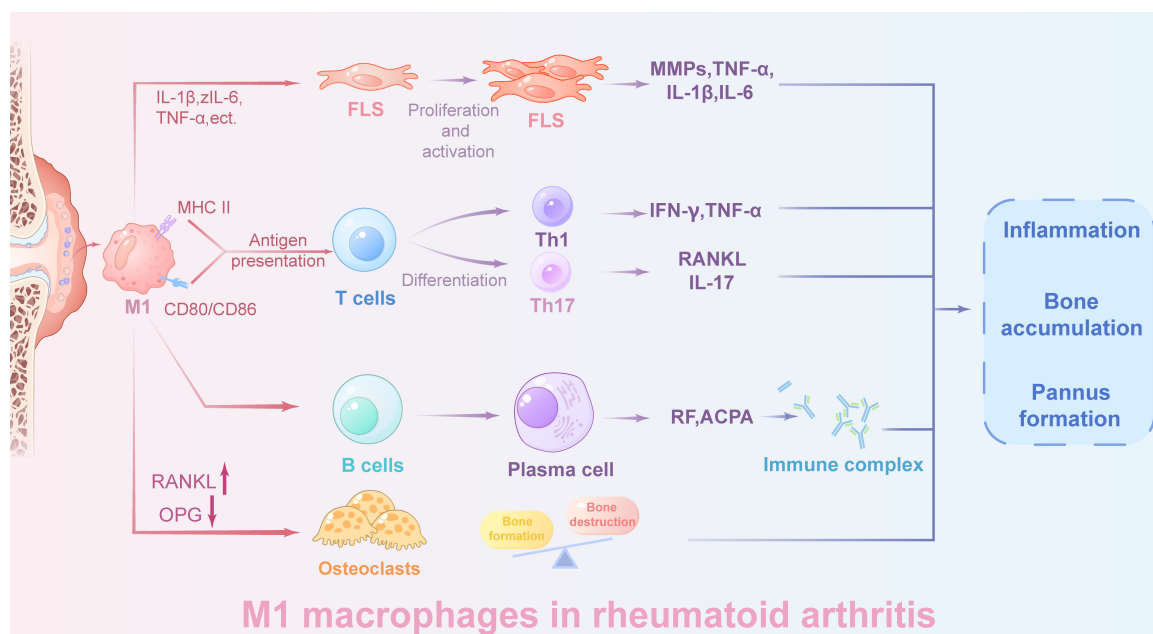 IL-1β,zIL-6,
TNF-α,ect.
FLS
Proliferation
and
activation
FLS
MMPs,TNF-α,
IL-1β,IL-6
MHC II
M1
CD80/CD86
Antigen
presentation
T cells
Differentiation
Th1
Th17
IFN-γ,TNF-α
RANKL
IL-17
B cells
Plasma cell
RF,ACPA
Immune complex
RANKL
OPG
Osteoclasts
Bone
formation
Bone
destruction
Inflammation
Bone
accumulation
Pannus
formation
M1 macrophages in rheumatoid arthritis